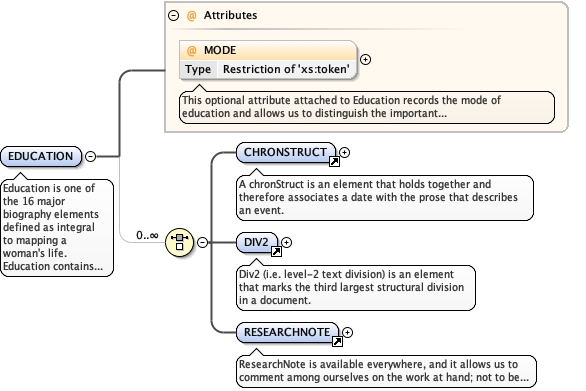 @ Attributes
@ MODE
Type Restriction of 'xs:token'
This optional attribute attached to Education records the mode of
education and allows us to distinguish the important...
EDUCATION
Education is one of
the 16 major
biography elements
defined as integral
to mapping a
woman's life.
Education contains...
0..∞
CHRONSTRUCT
A chronStruct is an element that holds together and
therefore associates a date with the prose that describes
an event.
DIV2
Div2 (i.e. level-2 text division) is an element
that marks the third largest structural division
in a document.
RESEARCHNOTE
ResearchNote is available everywhere, and it allows us to
comment among ourselves on the work at hand; not to be...